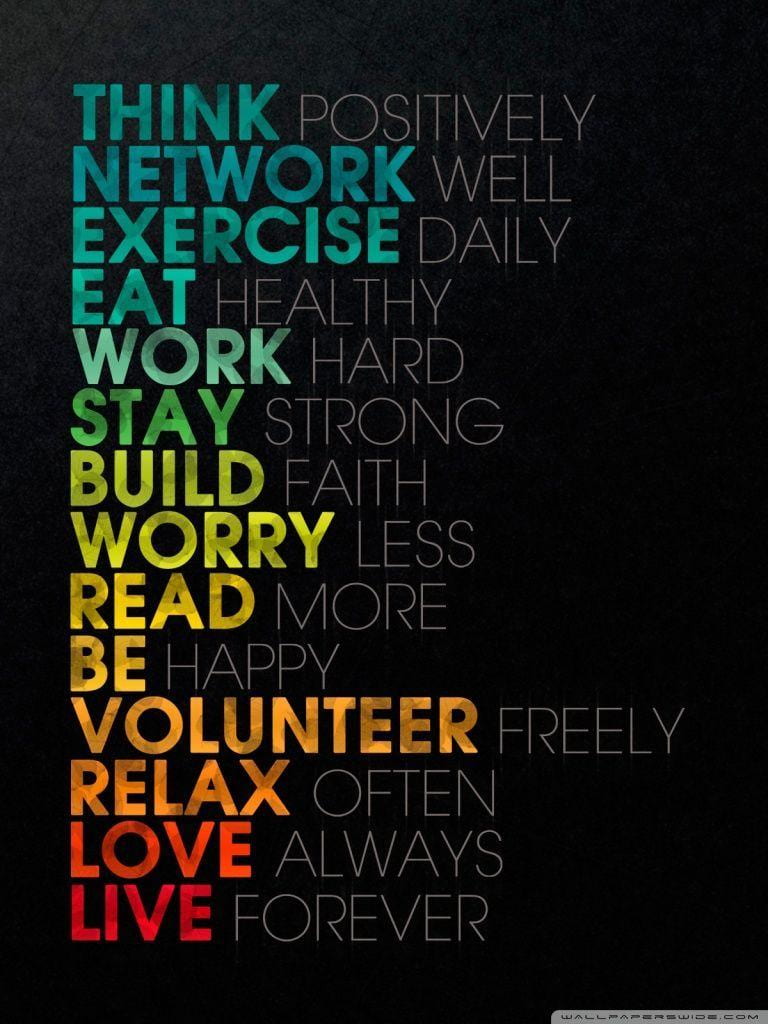 THINK POSITIVELY
NETWORK WELL
EXERCISE DAILY
EAT HEALTHY
WORK HARD
STAY STRONG
BUILD FAITH
WORRY LESS
READ MORE
BE HAPPY
VOLUNTEER FREELY
RELAX OFTEN
LOVE ALWAYS
LIVE FOREVER
WALLPAPERSWIDE.COM